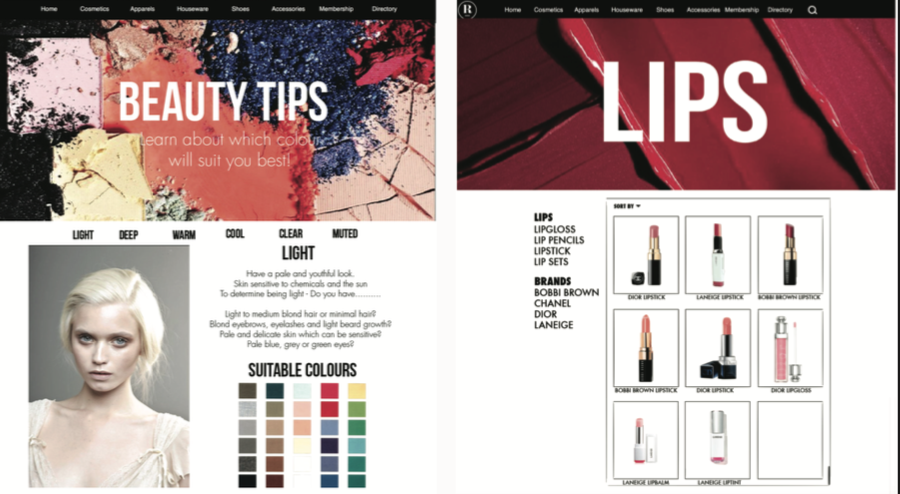 Home Cosmetics Apparels Houseware Shoes Accessories Membership Directory
BEAUTY TIPS
Learn about which colours
will suit you best!
LIGHT DEEP WARM COOL CLEAR MUTED
LIGHT
Have a pale and youthful look.
Skin sensitive to chemicals and the sun
To determine being light - Do you have............
Light to medium blond hair or minimal hair?
Blond eyebrows, eyelashes and light beard growth?
Pale and delicate skin which can be sensitive?
Pale blue, grey or green eyes?
SUITABLE COLOURS
R
Home Cosmetics Apparels Houseware Shoes Accessories Membership Directory
LIPS
LIPS
LIPGLOSS
LIP PENCILS
LIPSTICK
LIP SETS
BRANDS
BOBBI BROWN
CHANEL
DIOR
LANEIGE
SORT BY
DIOR LIPSTICK LANEIGE LIPSTICK BOBBI BROWN LIPSTICK
BOBBI BROWN LIPSTICK DIOR LIPSTICK DIOR LIPGLOSS
LANEIGE LIPBALM LANEIGE LIPTINT